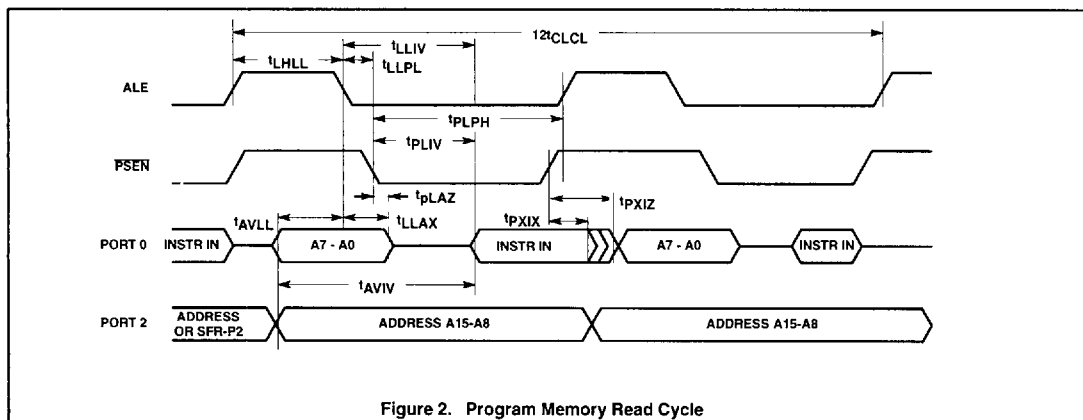 12tCLCL
tLLIV
tLHLL
tLLPL
ALE
tPLPH
tPLIV
PSEN
tpLAZ
tPXIZ
tAVLL
tLLAX
tPXIX
PORT 0
INSTR IN
A7 - A0
INSTR IN
A7 - A0
INSTR IN
tAVIV
PORT 2
ADDRESS
OR SFR-P2
ADDRESS A15-A8
ADDRESS A15-A8
Figure 2. Program Memory Read Cycle